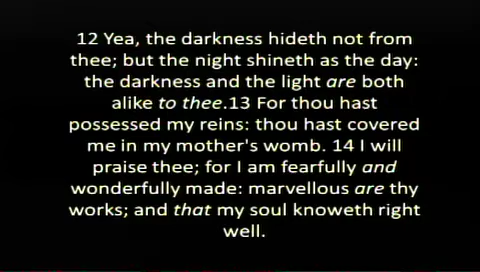 12 Yea, the darkness hideth not from
thee; but the night shineth as the day:
the darkness and the light are both
alike to thee.13 For thou hast
possessed my reins: thou hast covered
me in my mother's womb. 14 I will
praise thee; for I am fearfully and
wonderfully made: marvellous are thy
works; and that my soul knoweth right
well.